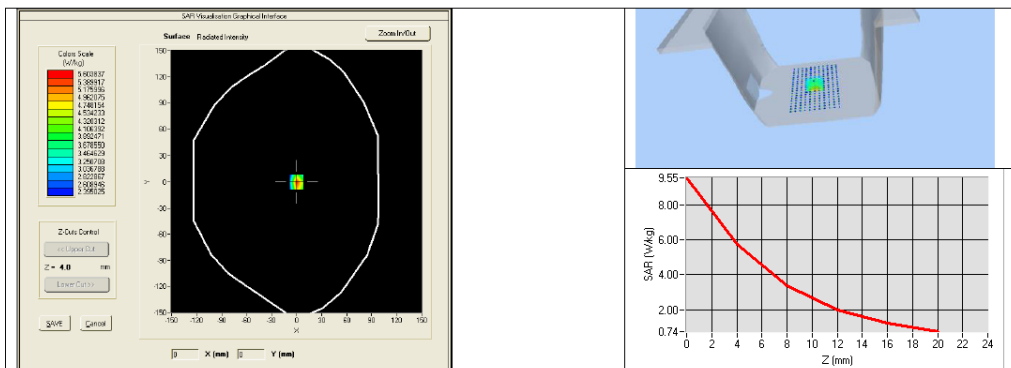 SAR Visualisation Graphical Interface
Surface Radiated Intensity
Zoom In/Out
Colors Scale
(W/kg)
5.603837
5.389917
5.175996
4.962075
4.748154
4.534233
4.320312
4.106392
3.892471
3.678550
3.464629
3.250708
3.036788
2.822867
2.608946
2.395025
Z-Cuts Control
<< Upper Cut
Z = 4.0 mm
Lower Cut >>
SAVE Cancel
150
120
90
60
30
0
-30
-60
-90
-120
-150
Y
-150 -120 -90 -60 -30 0 30 60 90 120 150
X
0 X (mm) 0 Y (mm)
9.55
8.00
6.00
4.00
2.00
0.74
SAR (W/kg)
0 2 4 6 8 10 12 14 16 18 20 22 24
Z (mm)